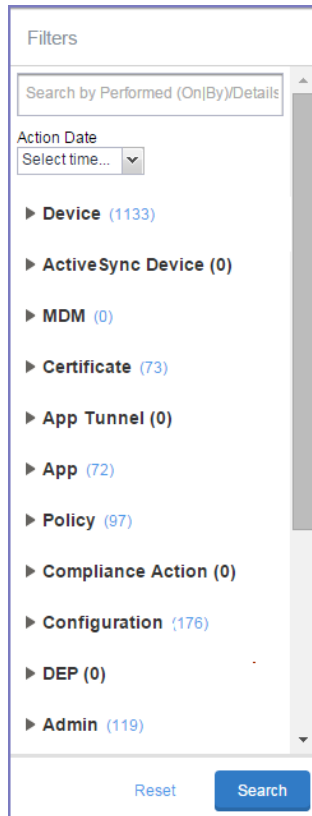 Filters
Search by Performed (On|By)/Details
Action Date
Select time...
Device (1133)
ActiveSync Device (0)
MDM (0)
Certificate (73)
App Tunnel (0)
App (72)
Policy (97)
Compliance Action (0)
Configuration (176)
DEP (0)
Admin (119)
Reset Search